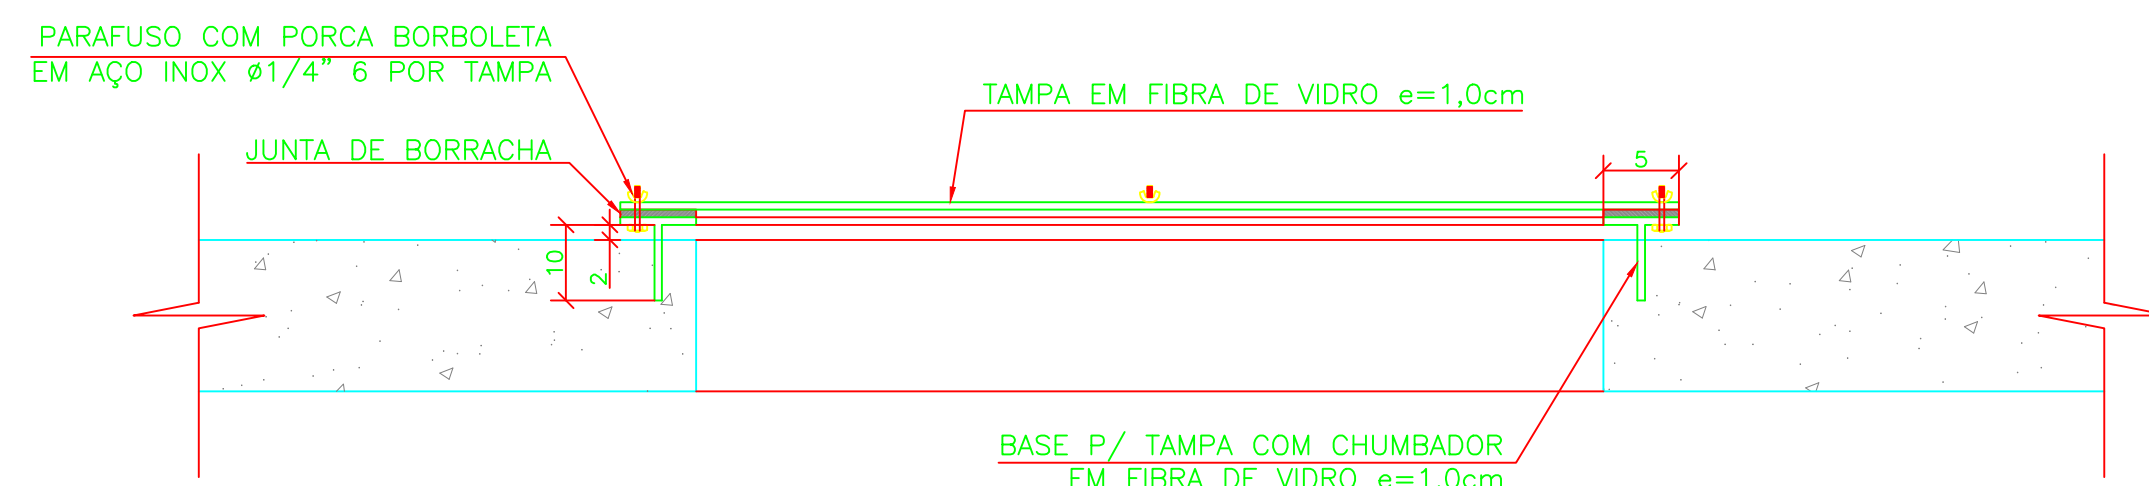 PARAFUSO COM PORCA BORBOLETA
EM AÇO INOX ø1/4" 6 POR TAMPA
TAMPA EM FIBRA DE VIDRO e=1,0cm
JUNTA DE BORRACHA
5
10
2
BASE P/ TAMPA COM CHUMBADOR
EM FIBRA DE VIDRO e=1,0cm